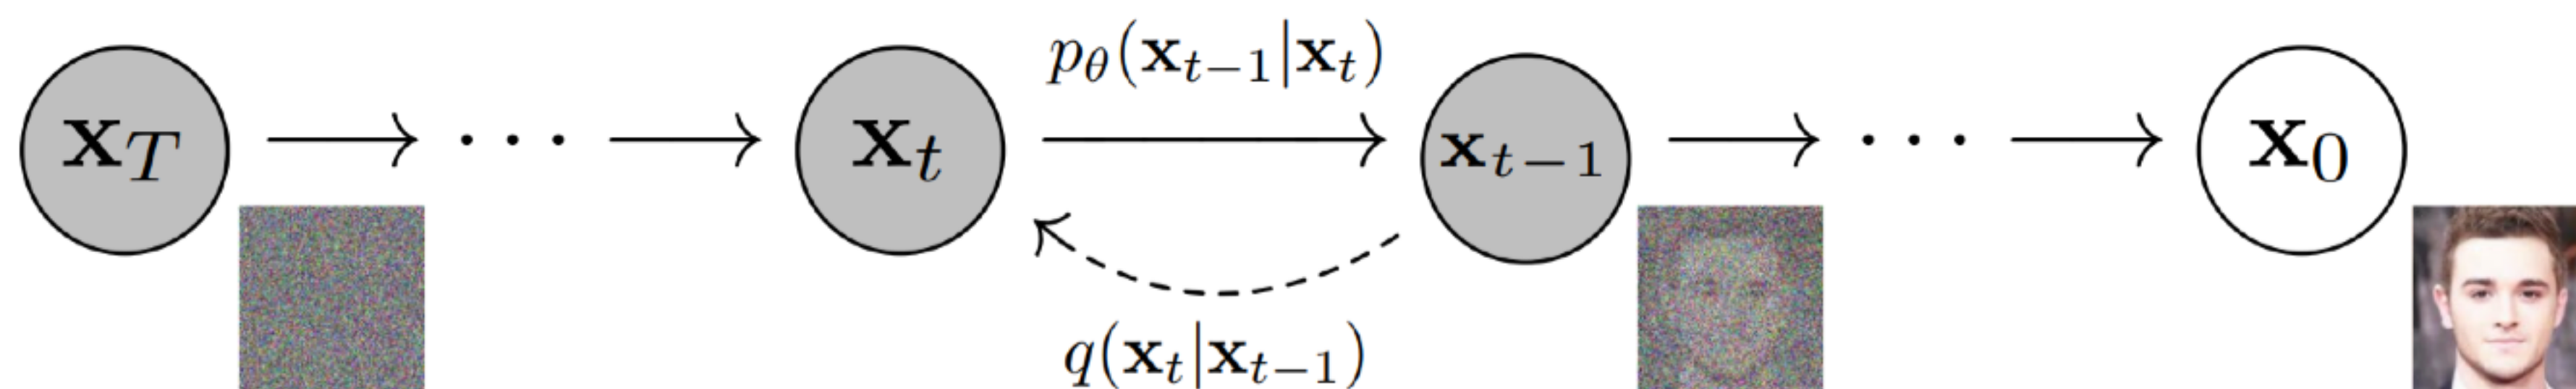 p_θ(x_{t−1}|x_t)
x_T → ··· → x_t → x_{t−1} → ··· → x_0
q(x_t|x_{t−1})